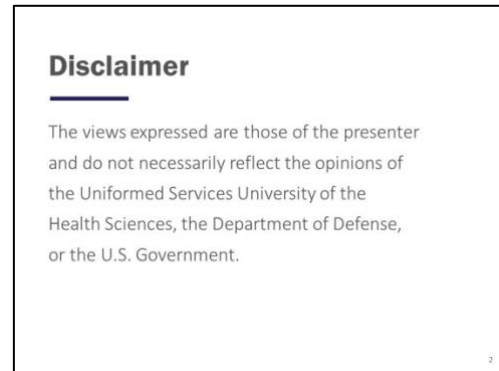 Disclaimer
The views expressed are those of the presenter
and do not necessarily reflect the opinions of
the Uniformed Services University of the
Health Sciences, the Department of Defense,
or the U.S. Government.
2